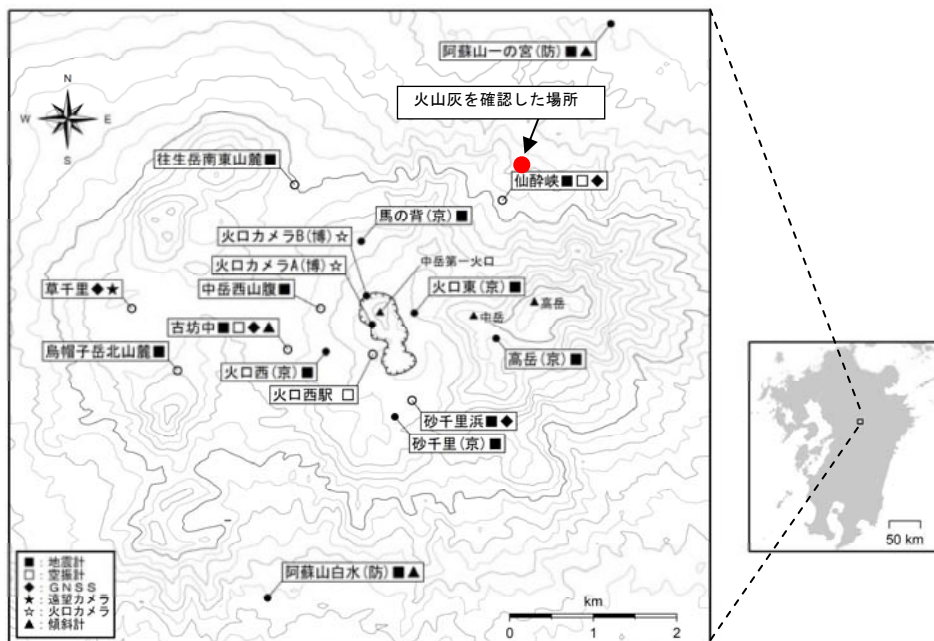 阿蘇山一の宮(防)■▲
火山灰を確認した場所
N
W
E
S
往生岳南東山麓■
仙酔峡■□◆
馬の背(京)■
火口カメラB(博)☆
火口カメラA(博)☆
中岳第一火口
草千里◆★
中岳西山腹■
火口東(京)■
▲高岳
▲中岳
古坊中■□◆▲
烏帽子岳北山麓■
火口西(京)■
高岳(京)■
火口西駅 □
砂千里浜■◆
砂千里(京)■
阿蘇山白水(防)■▲
■:地震計
□:空振計
◆:GNSS
★:遠望カメラ
☆:火口カメラ
▲:傾斜計
km
0 1 2
50 km